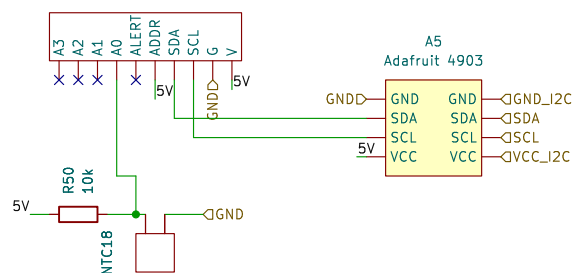 A3
A2
A1
A0
ALERT
ADDR
SDA
SCL
G
V
5V
5V
GND
A5
Adafruit 4903
GND
GND
GND
GND_I2C
SDA
SDA
SDA
SCL
SCL
SCL
5V
VCC
VCC
VCC_I2C
R50
10k
5V
GND
NTC18